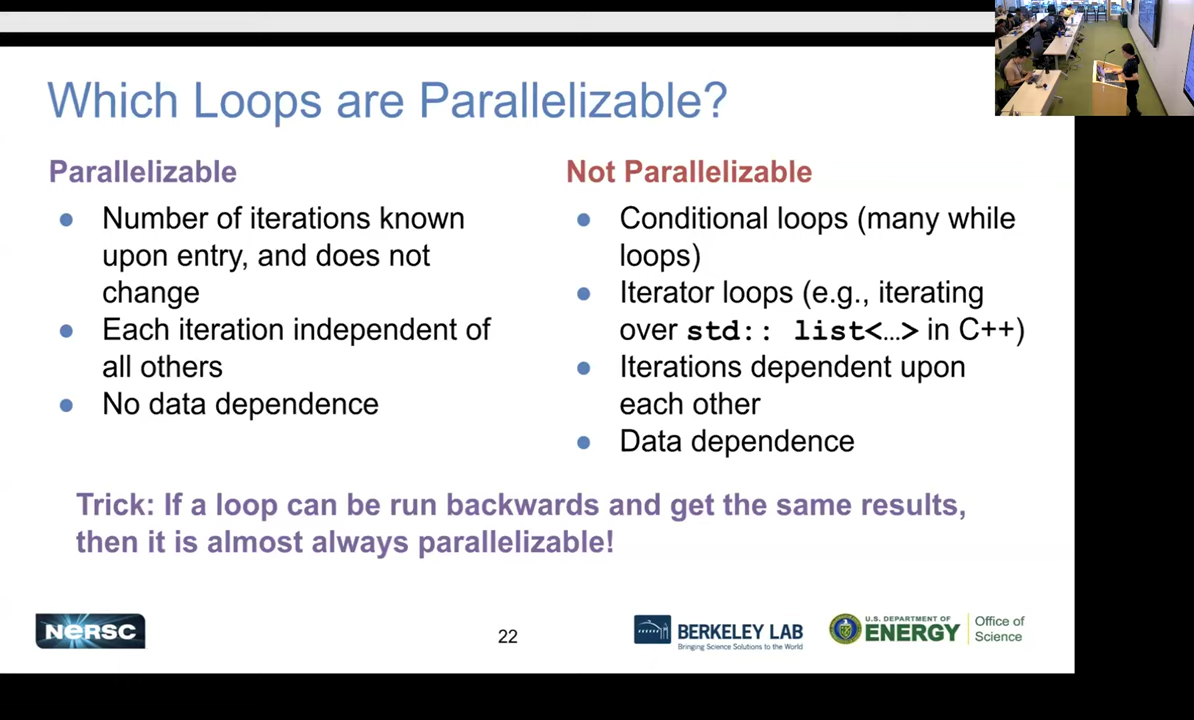 Which Loops are Parallelizable?
Parallelizable
● Number of iterations known
upon entry, and does not
change
● Each iteration independent of
all others
● No data dependence
Not Parallelizable
● Conditional loops (many while
loops)
● Iterator loops (e.g., iterating
over std:: list<…> in C++)
● Iterations dependent upon
each other
● Data dependence
Trick: If a loop can be run backwards and get the same results,
then it is almost always parallelizable!
NERSC
22
BERKELEY LAB
Bringing Science Solutions to the World
U.S. DEPARTMENT OF
ENERGY
Office of
Science